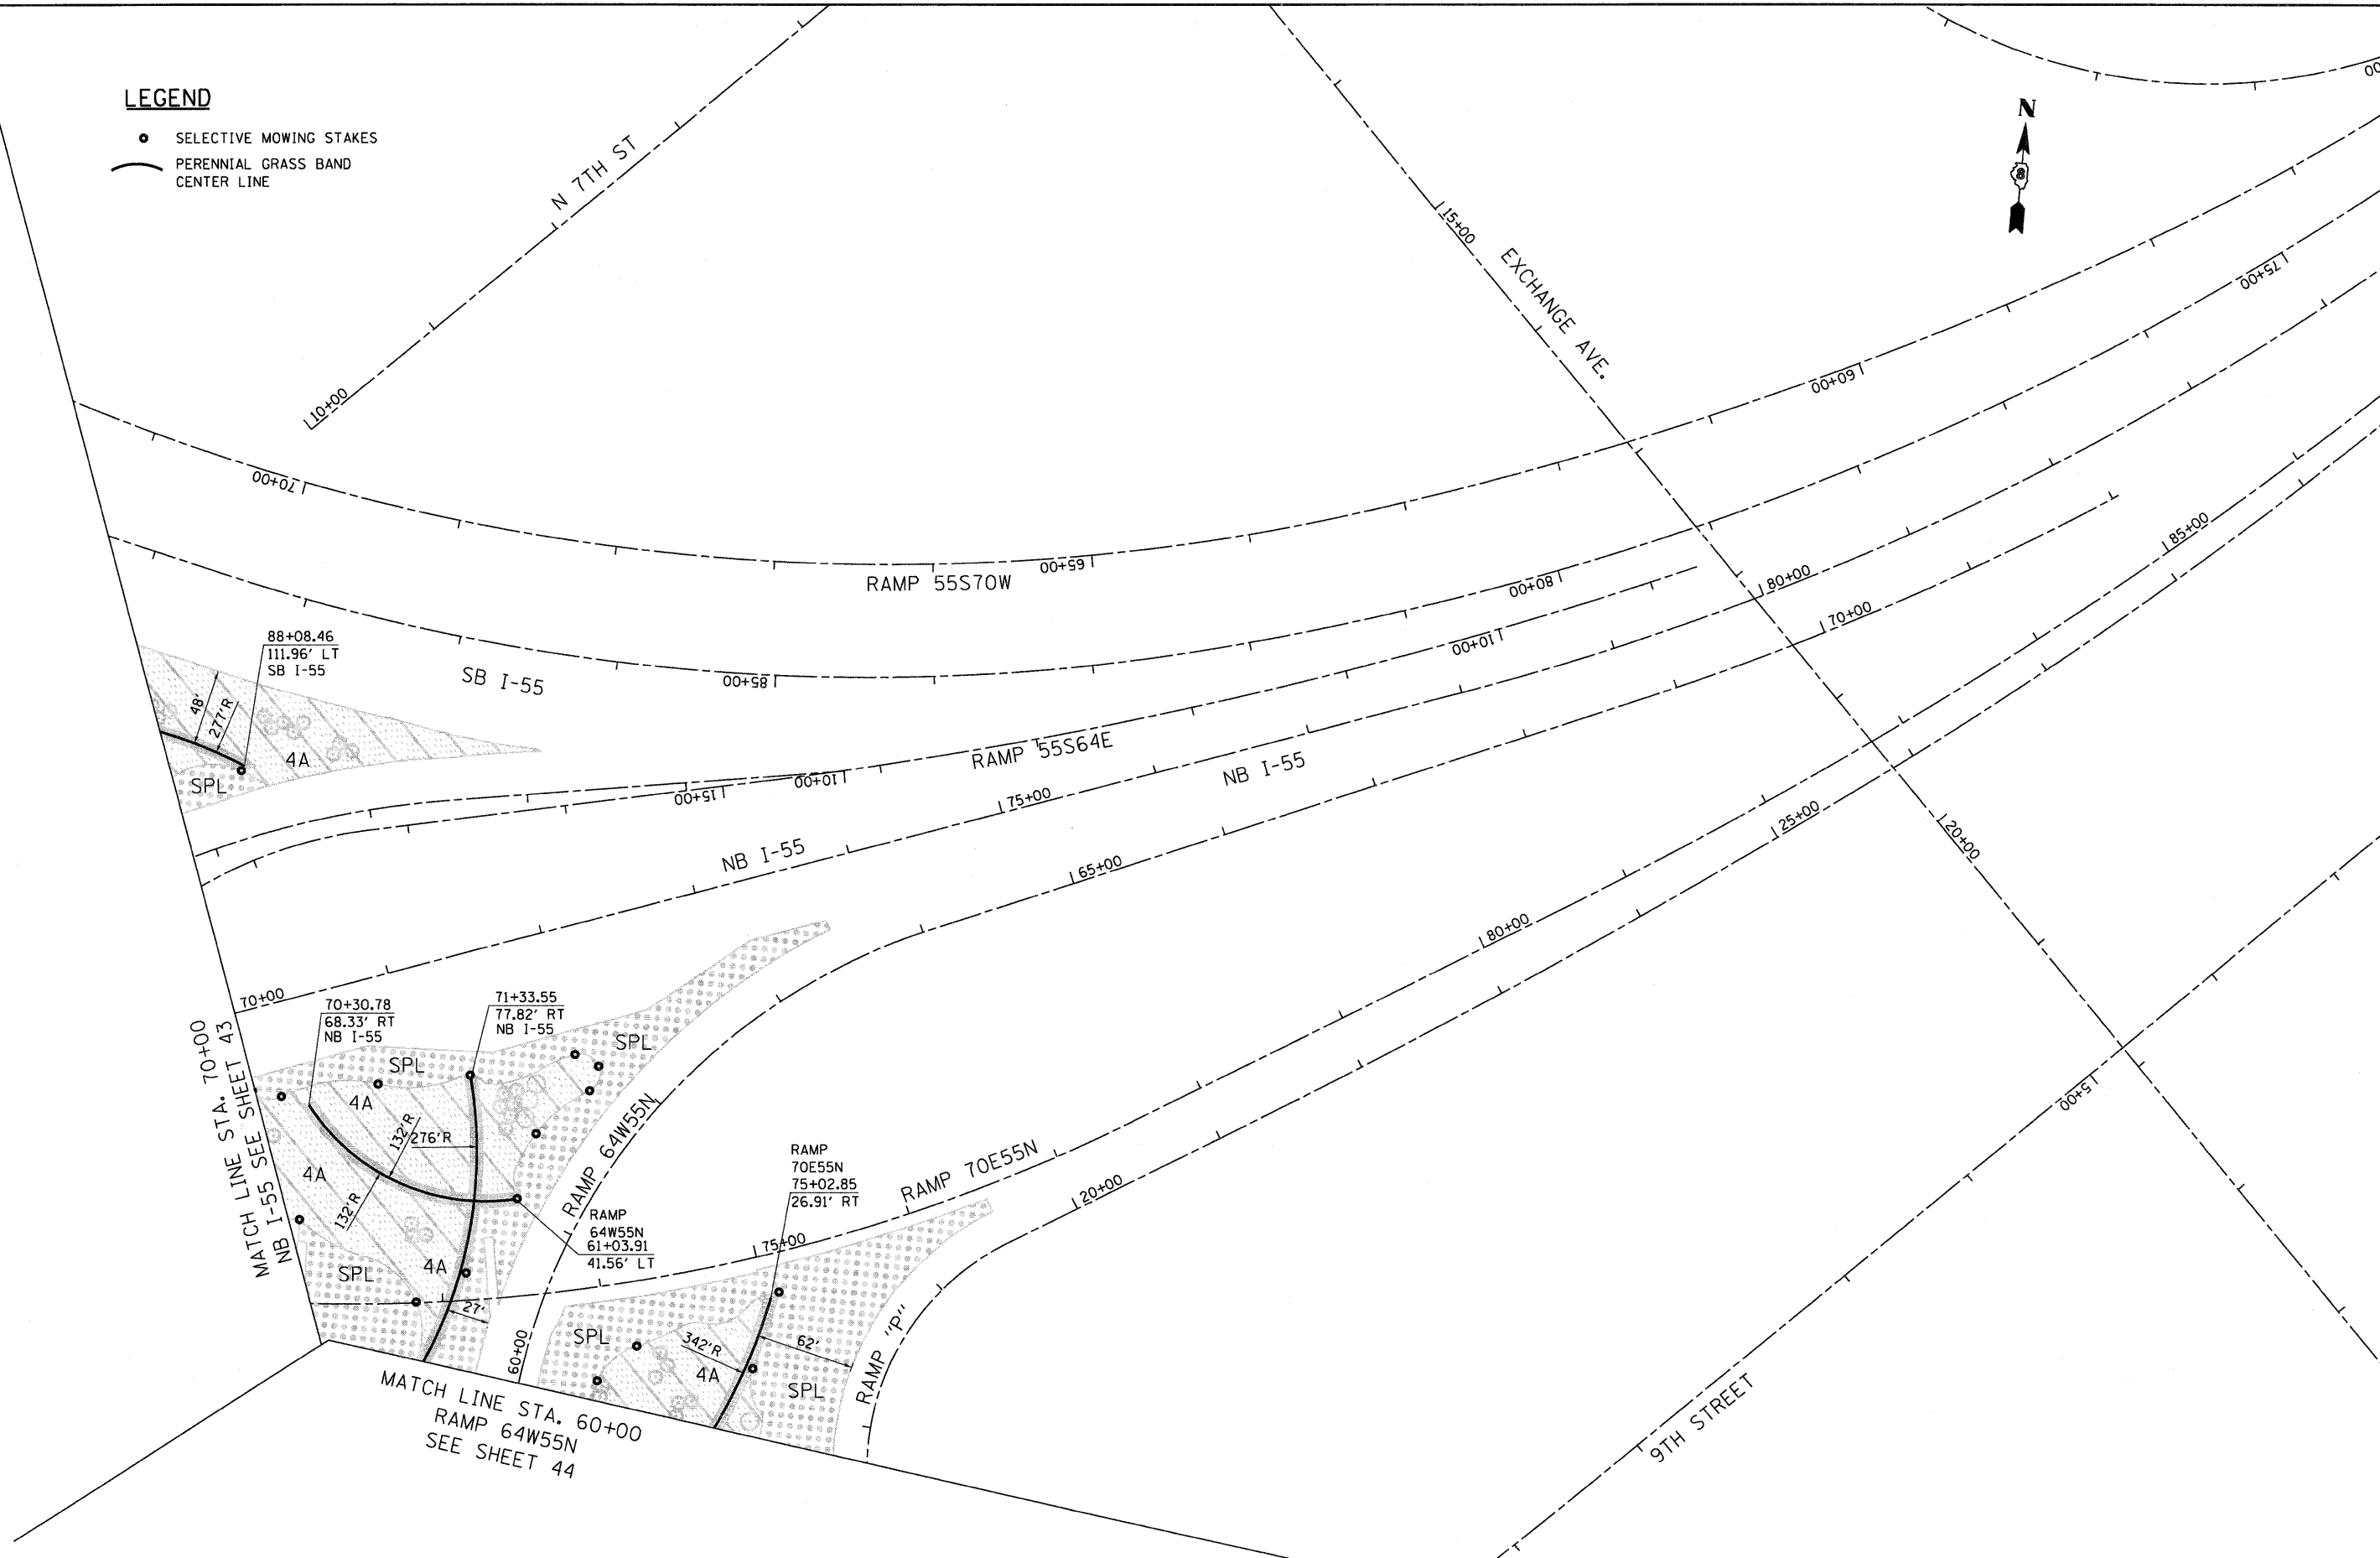 LEGEND
SELECTIVE MOWING STAKES
PERENNIAL GRASS BAND
CENTER LINE
N
8
N 7TH ST
10+00
15+00
EXCHANGE AVE.
00
75+00
60+00
70+00
65+00
RAMP 55S70W
80+00
80+00
85+00
70+00
10+00
88+08.46
111.96' LT
SB I-55
SB I-55
85+00
48'
277'R
4A
SPL
RAMP 55S64E
10+00
15+00
NB I-55
75+00
NB I-55
65+00
25+00
20+00
80+00
70+00
70+30.78
68.33' RT
NB I-55
71+33.55
77.82' RT
NB I-55
SPL
SPL
4A
132'R
276'R
4A
132'R
RAMP 64W55N
MATCH LINE STA. 70+00
NB I-55 SEE SHEET 43
RAMP
70E55N
75+02.85
26.91' RT
RAMP 70E55N
20+00
15+00
RAMP
64W55N
61+03.91
41.56' LT
75+00
SPL
4A
27'
60+00
SPL
342'R
4A
62'
SPL
RAMP "P"
MATCH LINE STA. 60+00
RAMP 64W55N
SEE SHEET 44
9TH STREET